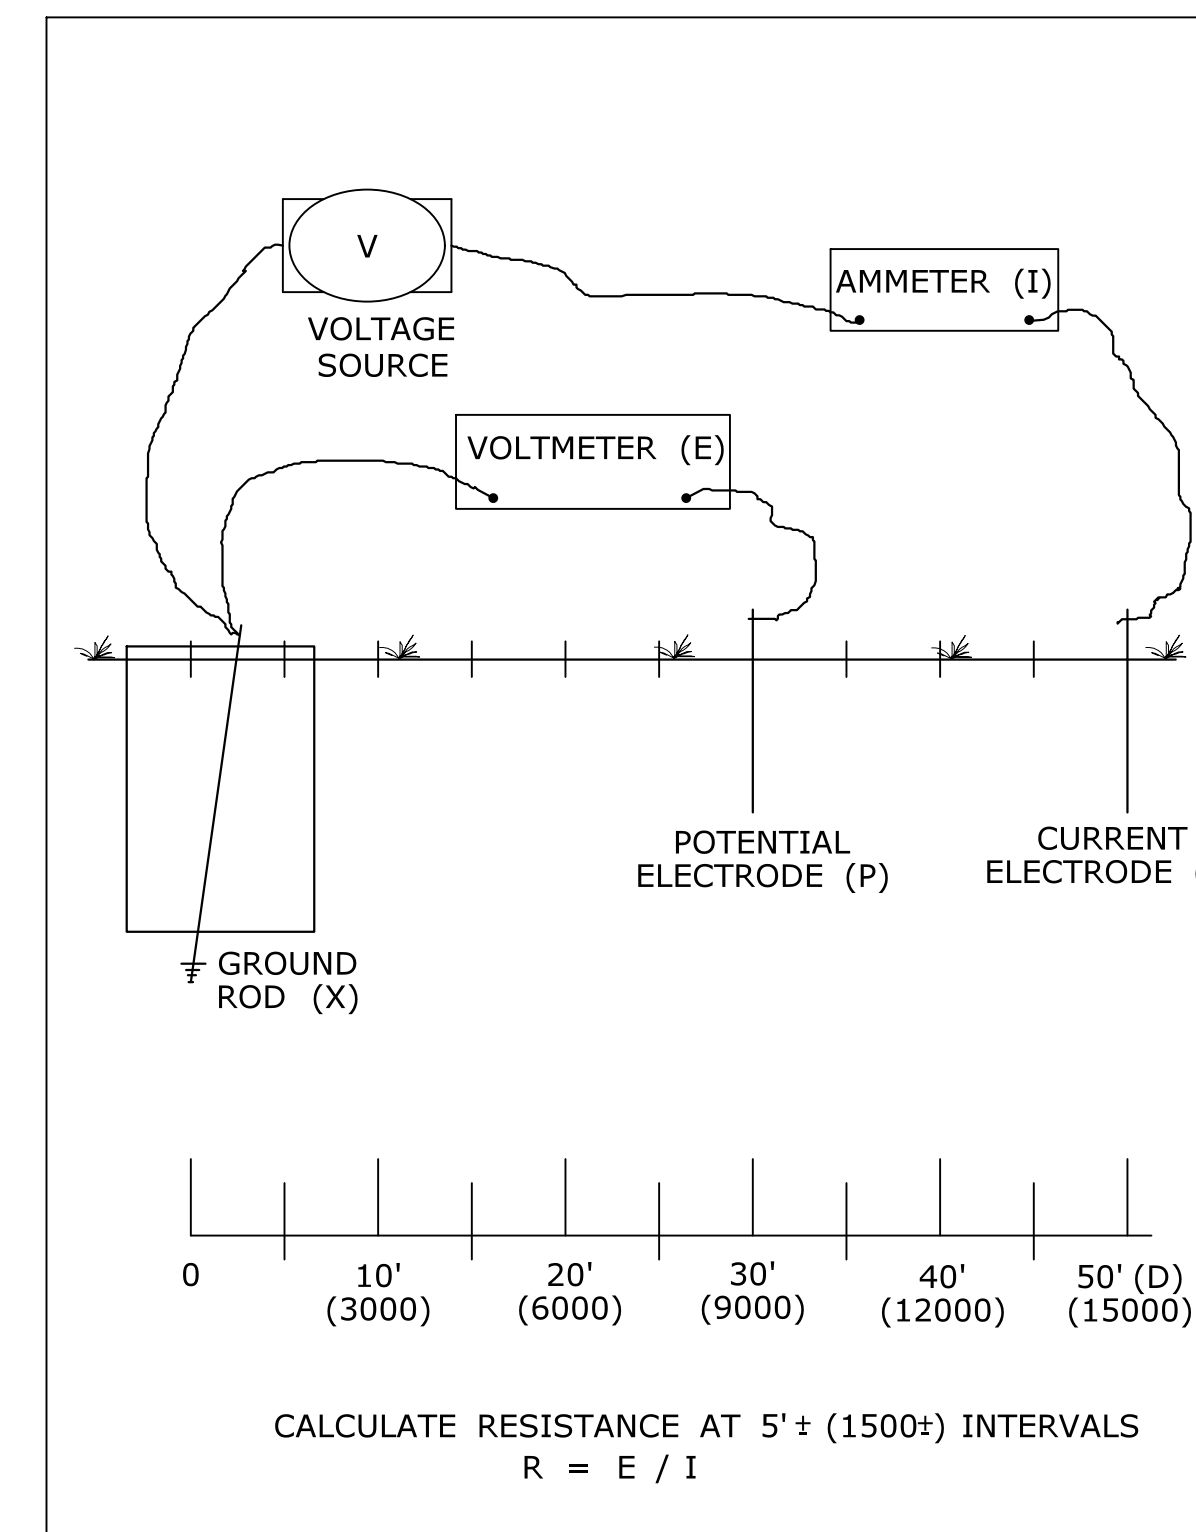 V
VOLTAGE
SOURCE
AMMETER (I)
VOLTMETER (E)
POTENTIAL
ELECTRODE (P)
CURRENT
ELECTRODE
GROUND
ROD (X)
0
10'
(3000)
20'
(6000)
30'
(9000)
40'
(12000)
50' (D)
(15000)
CALCULATE RESISTANCE AT 5'± (1500±) INTERVALS
R = E / I